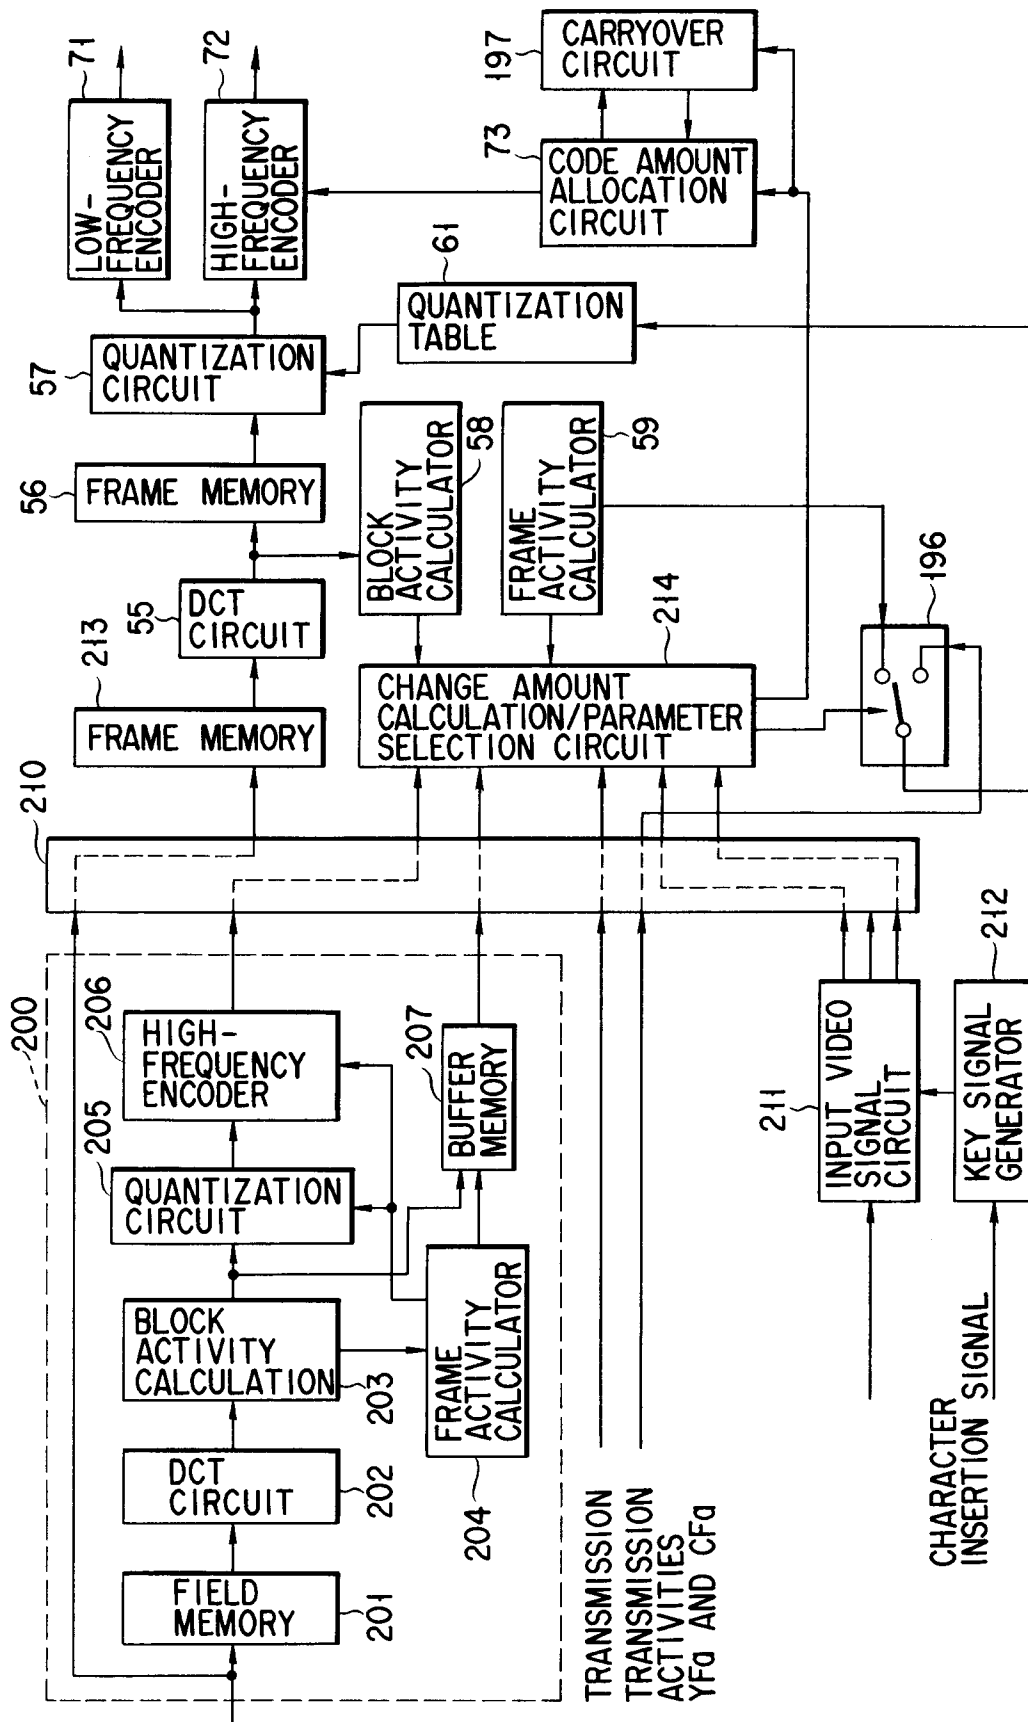 200
FIELD
MEMORY
201
DCT
CIRCUIT
202
BLOCK
ACTIVITY
CALCULATION
203
FRAME
ACTIVITY
CALCULATOR
204
QUANTIZATION
CIRCUIT
205
HIGH-
FREQUENCY
ENCODER
206
BUFFER
MEMORY
207
TRANSMISSION
TRANSMISSION
ACTIVITIES
YFa AND CFa
CHARACTER
INSERTION SIGNAL
INPUT VIDEO
SIGNAL
CIRCUIT
211
KEY SIGNAL
GENERATOR
212
210
FRAME MEMORY
213
DCT
CIRCUIT
55
FRAME MEMORY
56
QUANTIZATION
CIRCUIT
57
LOW-
FREQUENCY
ENCODER
71
HIGH-
FREQUENCY
ENCODER
72
CHANGE AMOUNT
CALCULATION/PARAMETER
SELECTION CIRCUIT
214
BLOCK
ACTIVITY
CALCULATOR
58
FRAME
ACTIVITY
CALCULATOR
59
QUANTIZATION
TABLE
61
CODE AMOUNT
ALLOCATION
CIRCUIT
73
CARRYOVER
CIRCUIT
197
196